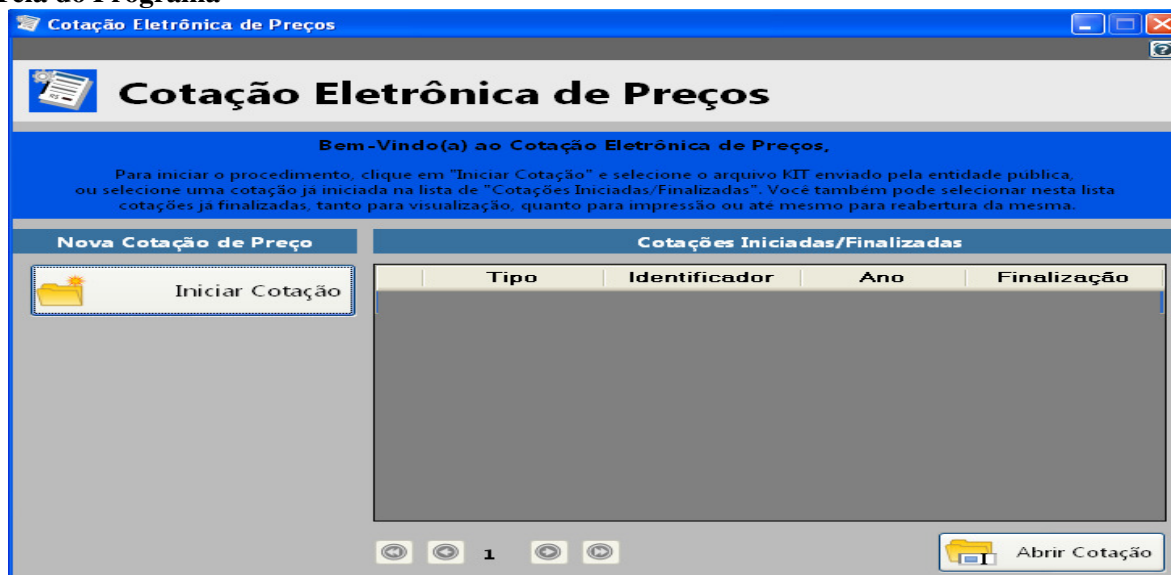 Tela do Programa
Cotação Eletrônica de Preços
Cotação Eletrônica de Preços
Bem-Vindo(a) ao Cotação Eletrônica de Preços,
Para iniciar o procedimento, clique em "Iniciar Cotação" e selecione o arquivo KIT enviado pela entidade pública,
ou selecione uma cotação já iniciada na lista de "Cotações Iniciadas/Finalizadas". Você também pode selecionar nesta lista
cotações já finalizadas, tanto para visualização, quanto para impressão ou até mesmo para reabertura da mesma.
Nova Cotação de Preço
Cotações Iniciadas/Finalizadas
Iniciar Cotação
Tipo Identificador Ano Finalização
1
Abrir Cotação